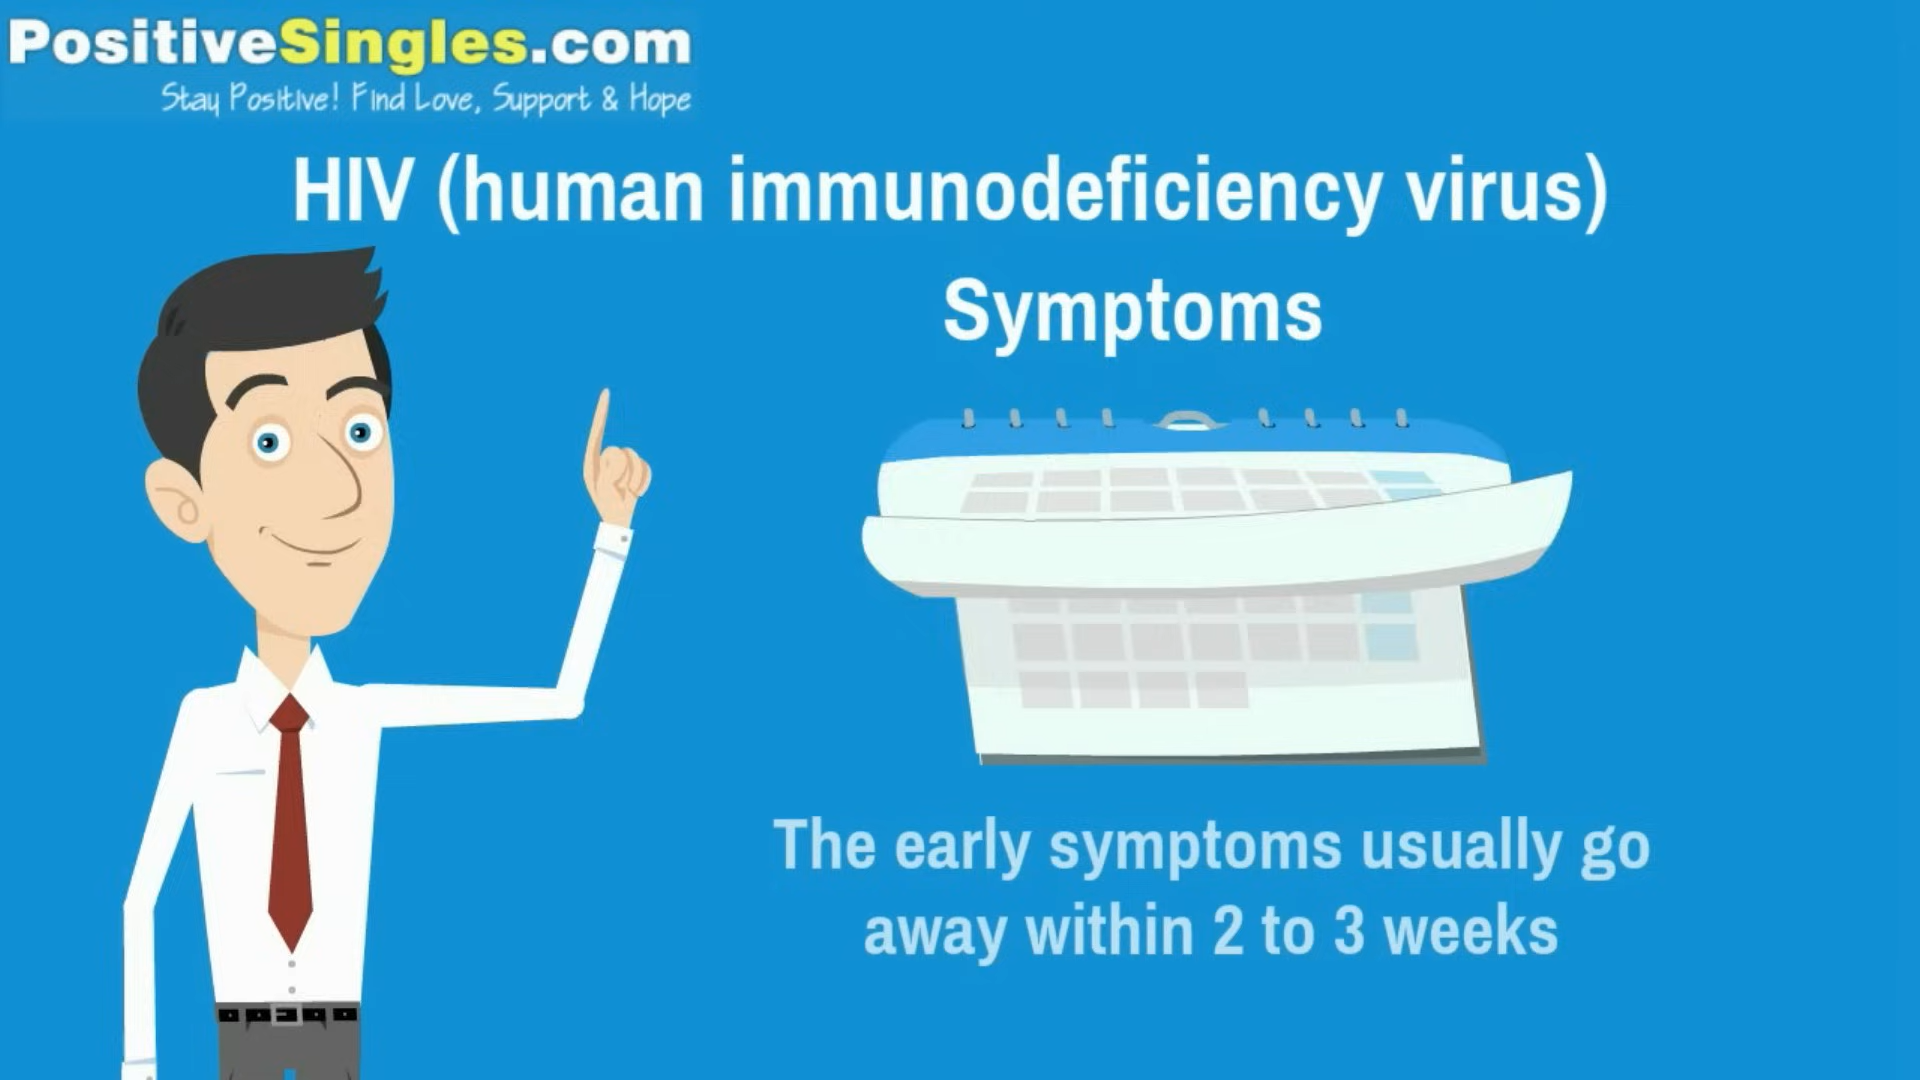 PositiveSingles.com
Stay Positive! Find Love, Support & Hope
HIV (human immunodeficiency virus)
Symptoms
The early symptoms usually go
away within 2 to 3 weeks